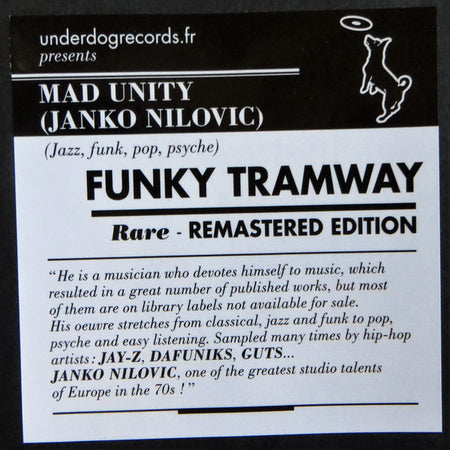 underdogrecords.fr
presents
MAD UNITY
(JANKO NILOVIC)
(Jazz, funk, pop, psyche)
FUNKY TRAMWAY
Rare - REMASTERED EDITION
“He is a musician who devotes himself to music, which
resulted in a great number of published works, but most
of them are on library labels not available for sale.
His oeuvre stretches from classical, jazz and funk to pop,
psyche and easy listening. Sampled many times by hip-hop
artists : JAY-Z, DAFUNIKS, GUTS...
JANKO NILOVIC, one of the greatest studio talents
of Europe in the 70s ! ”